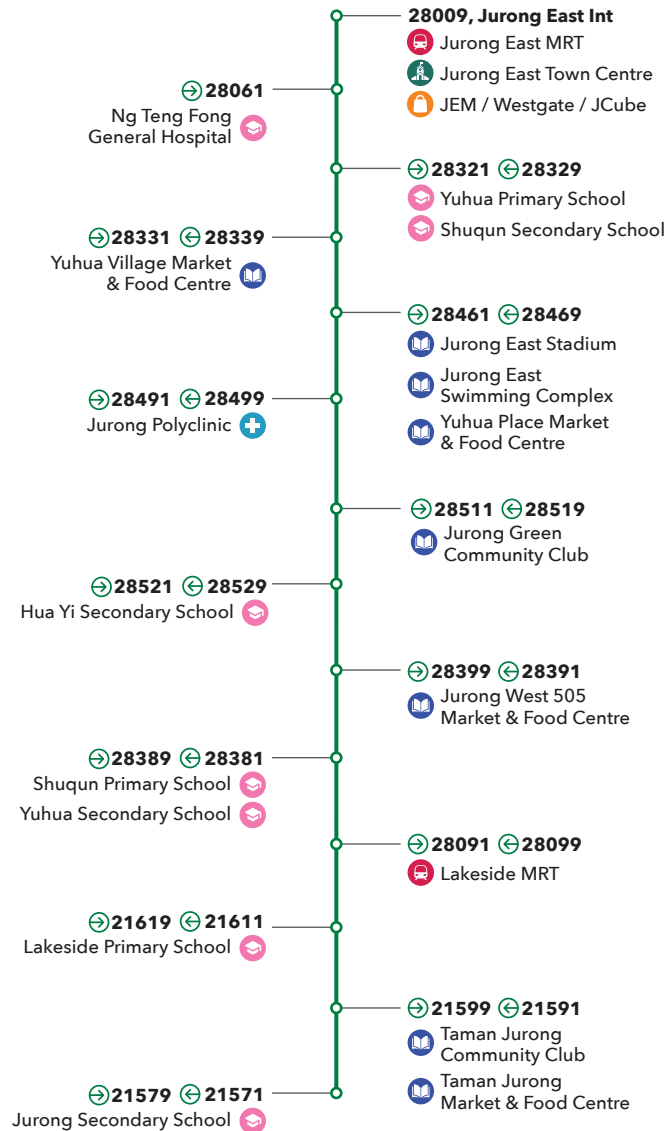 28009, Jurong East Int
Jurong East MRT
Jurong East Town Centre
JEM / Westgate / JCube
28061
Ng Teng Fong
General Hospital
28321 28329
Yuhua Primary School
Shuqun Secondary School
28331 28339
Yuhua Village Market
& Food Centre
28461 28469
Jurong East Stadium
Jurong East
Swimming Complex
Yuhua Place Market
& Food Centre
28491 28499
Jurong Polyclinic
28511 28519
Jurong Green
Community Club
28521 28529
Hua Yi Secondary School
28399 28391
Jurong West 505
Market & Food Centre
28389 28381
Shuqun Primary School
Yuhua Secondary School
28091 28099
Lakeside MRT
21619 21611
Lakeside Primary School
21599 21591
Taman Jurong
Community Club
Taman Jurong
Market & Food Centre
21579 21571
Jurong Secondary School